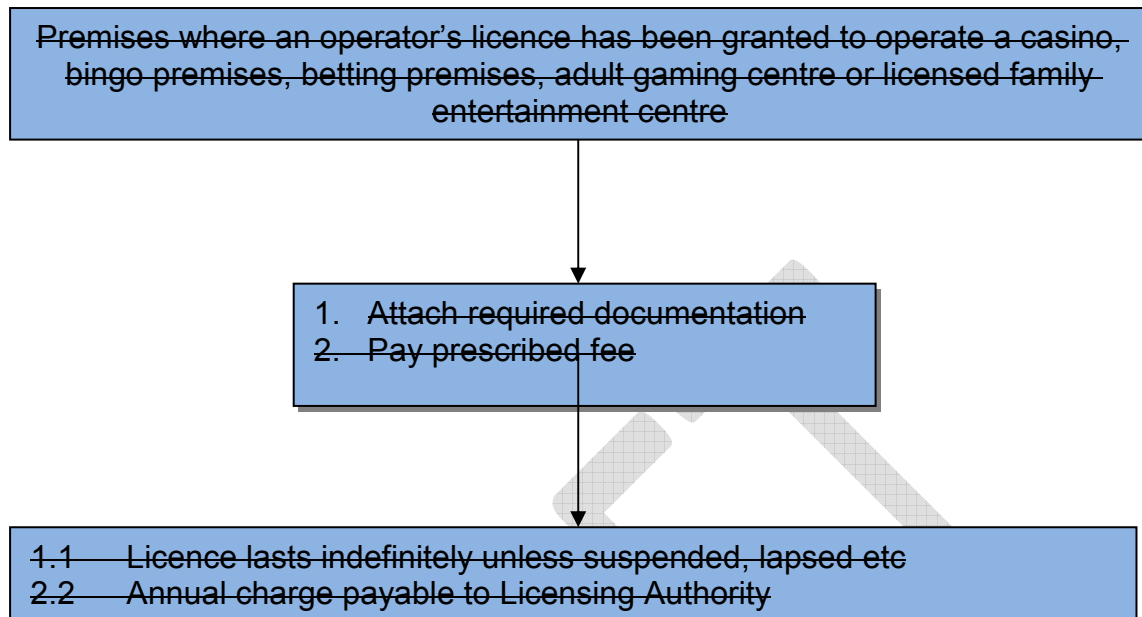 Premises where an operator’s licence has been granted to operate a casino,
bingo premises, betting premises, adult gaming centre or licensed family
entertainment centre
1. Attach required documentation
2. Pay prescribed fee
1.1 Licence lasts indefinitely unless suspended, lapsed etc
2.2 Annual charge payable to Licensing Authority